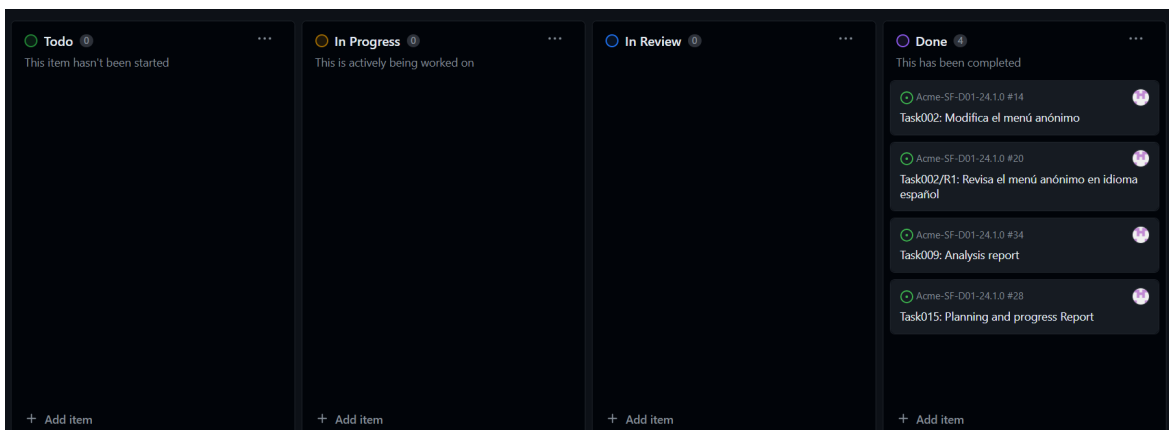 Todo 0
This item hasn't been started
+ Add item
In Progress 0
This is actively being worked on
+ Add item
In Review 0
+ Add item
Done 4
This has been completed
Acme-SF-D01-24.1.0 #14
Task002: Modifica el menú anónimo
Acme-SF-D01-24.1.0 #20
Task002/R1: Revisa el menú anónimo en idioma
español
Acme-SF-D01-24.1.0 #34
Task009: Analysis report
Acme-SF-D01-24.1.0 #28
Task015: Planning and progress Report
+ Add item